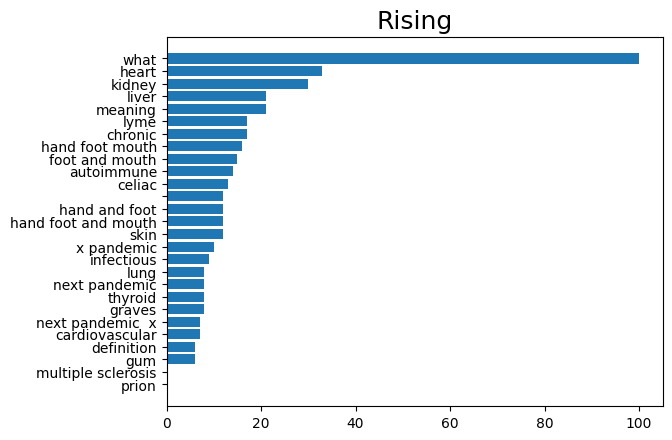 Rising
what
heart
kidney
liver
meaning
lyme
chronic
hand foot mouth
foot and mouth
autoimmune
celiac
hand and foot
hand foot and mouth
skin
x pandemic
infectious
lung
next pandemic
thyroid
graves
next pandemic  x
cardiovascular
definition
gum
multiple sclerosis
prion
0 20 40 60 80 100